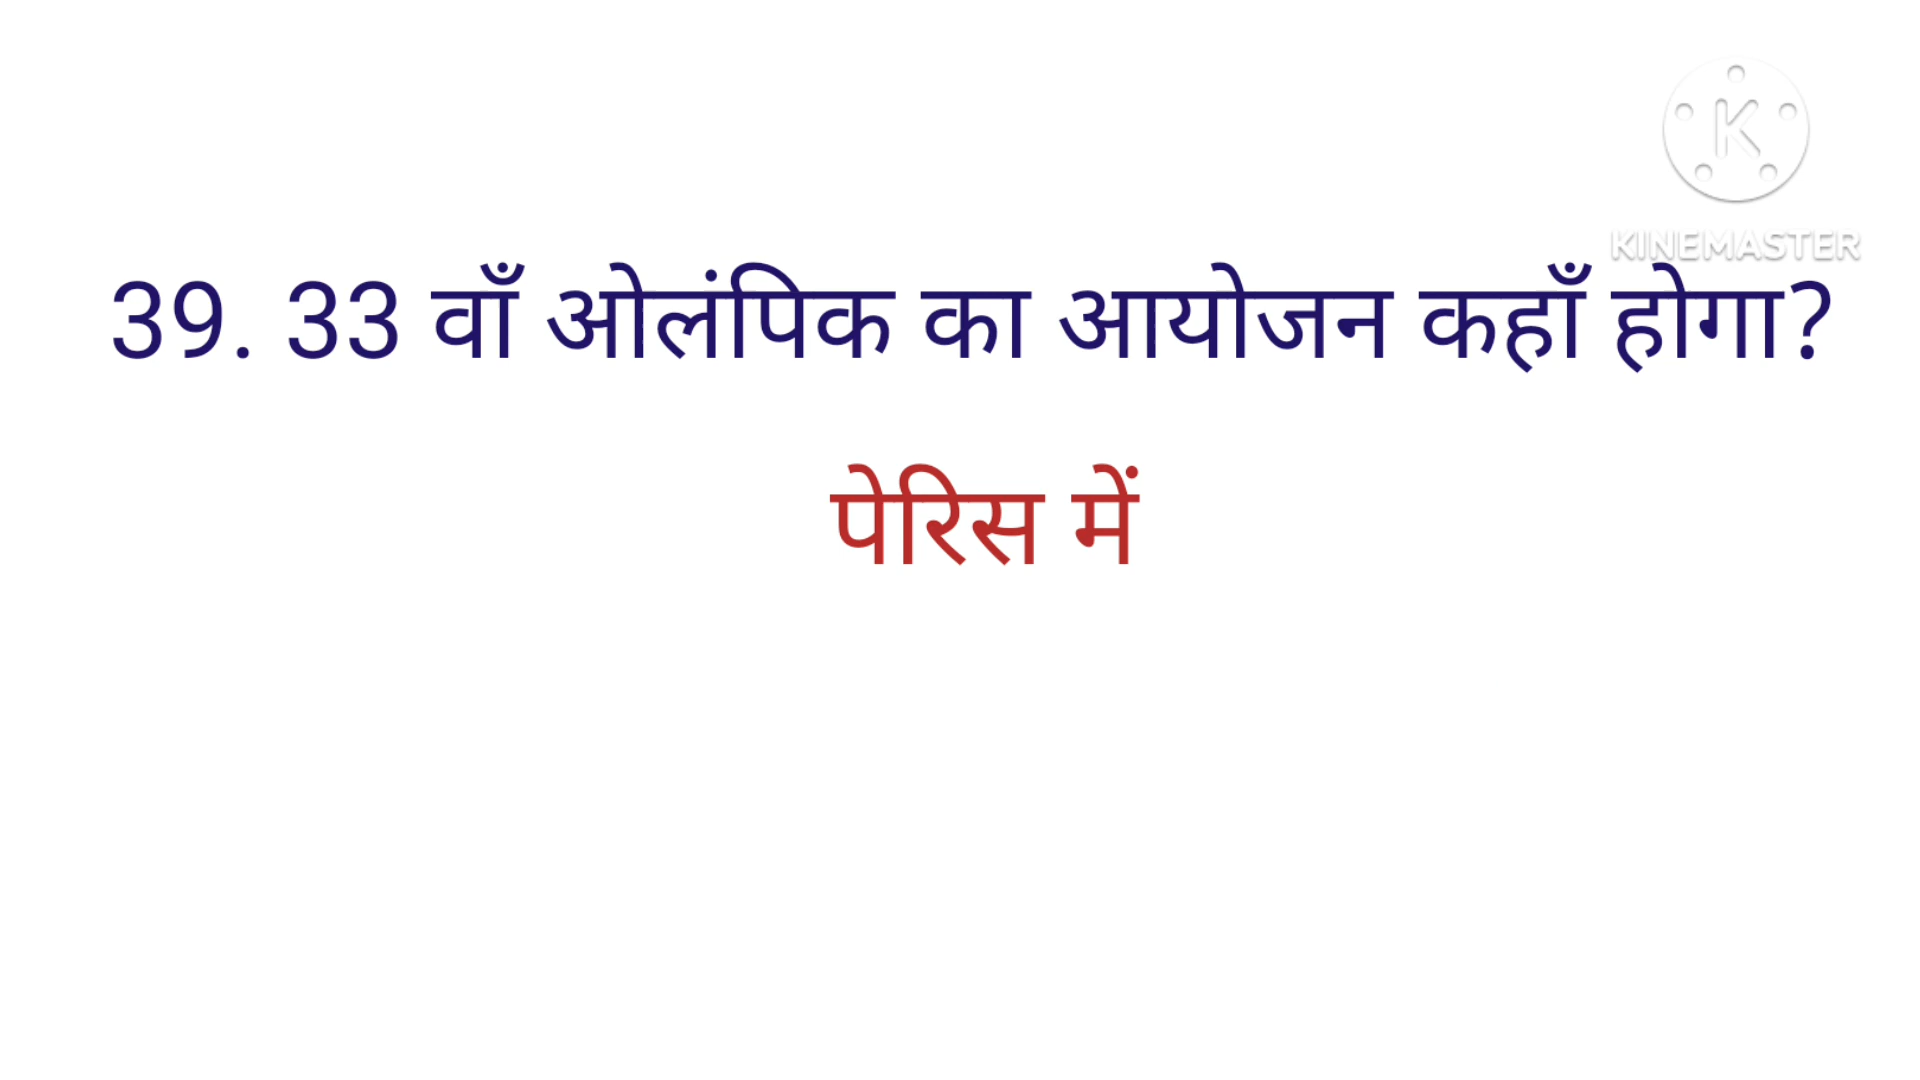 KINEMASTER
39. 33 वाँ ओलंपिक का आयोजन कहाँ होगा?
पेरिस में